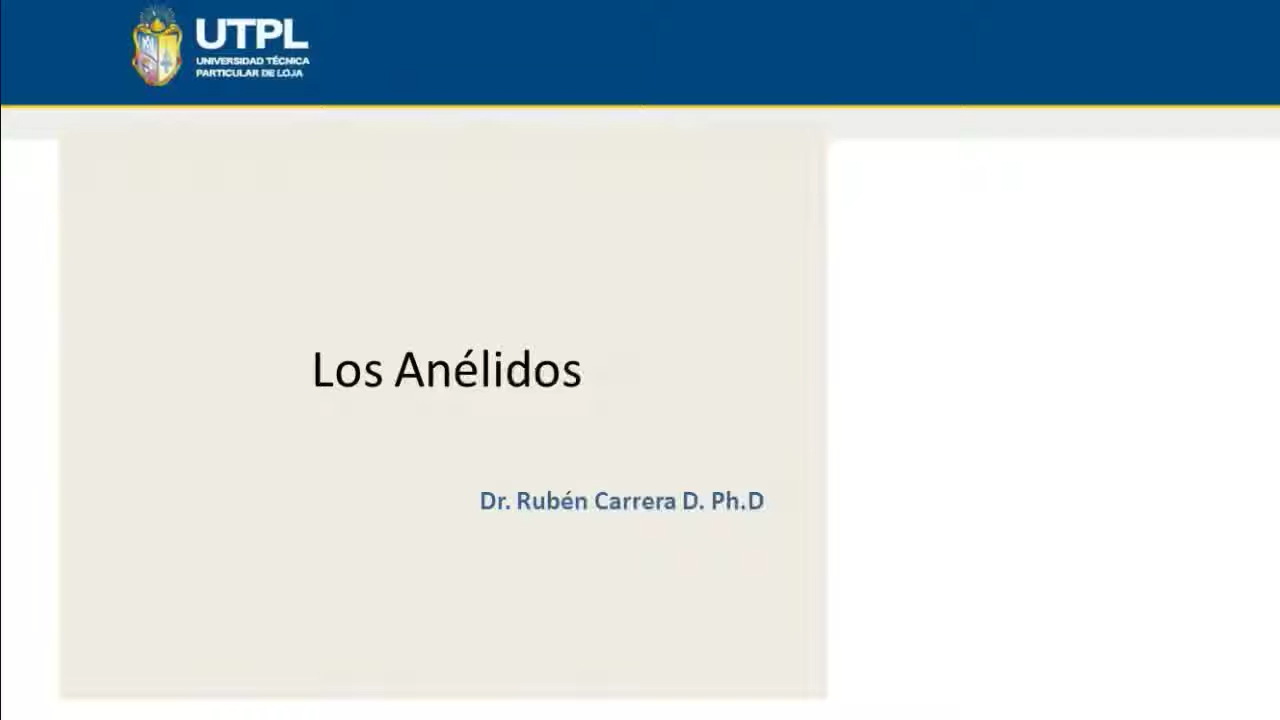 UTPL
UNIVERSIDAD TÉCNICA
PARTICULAR DE LOJA
Los Anélidos
Dr. Rubén Carrera D. Ph.D